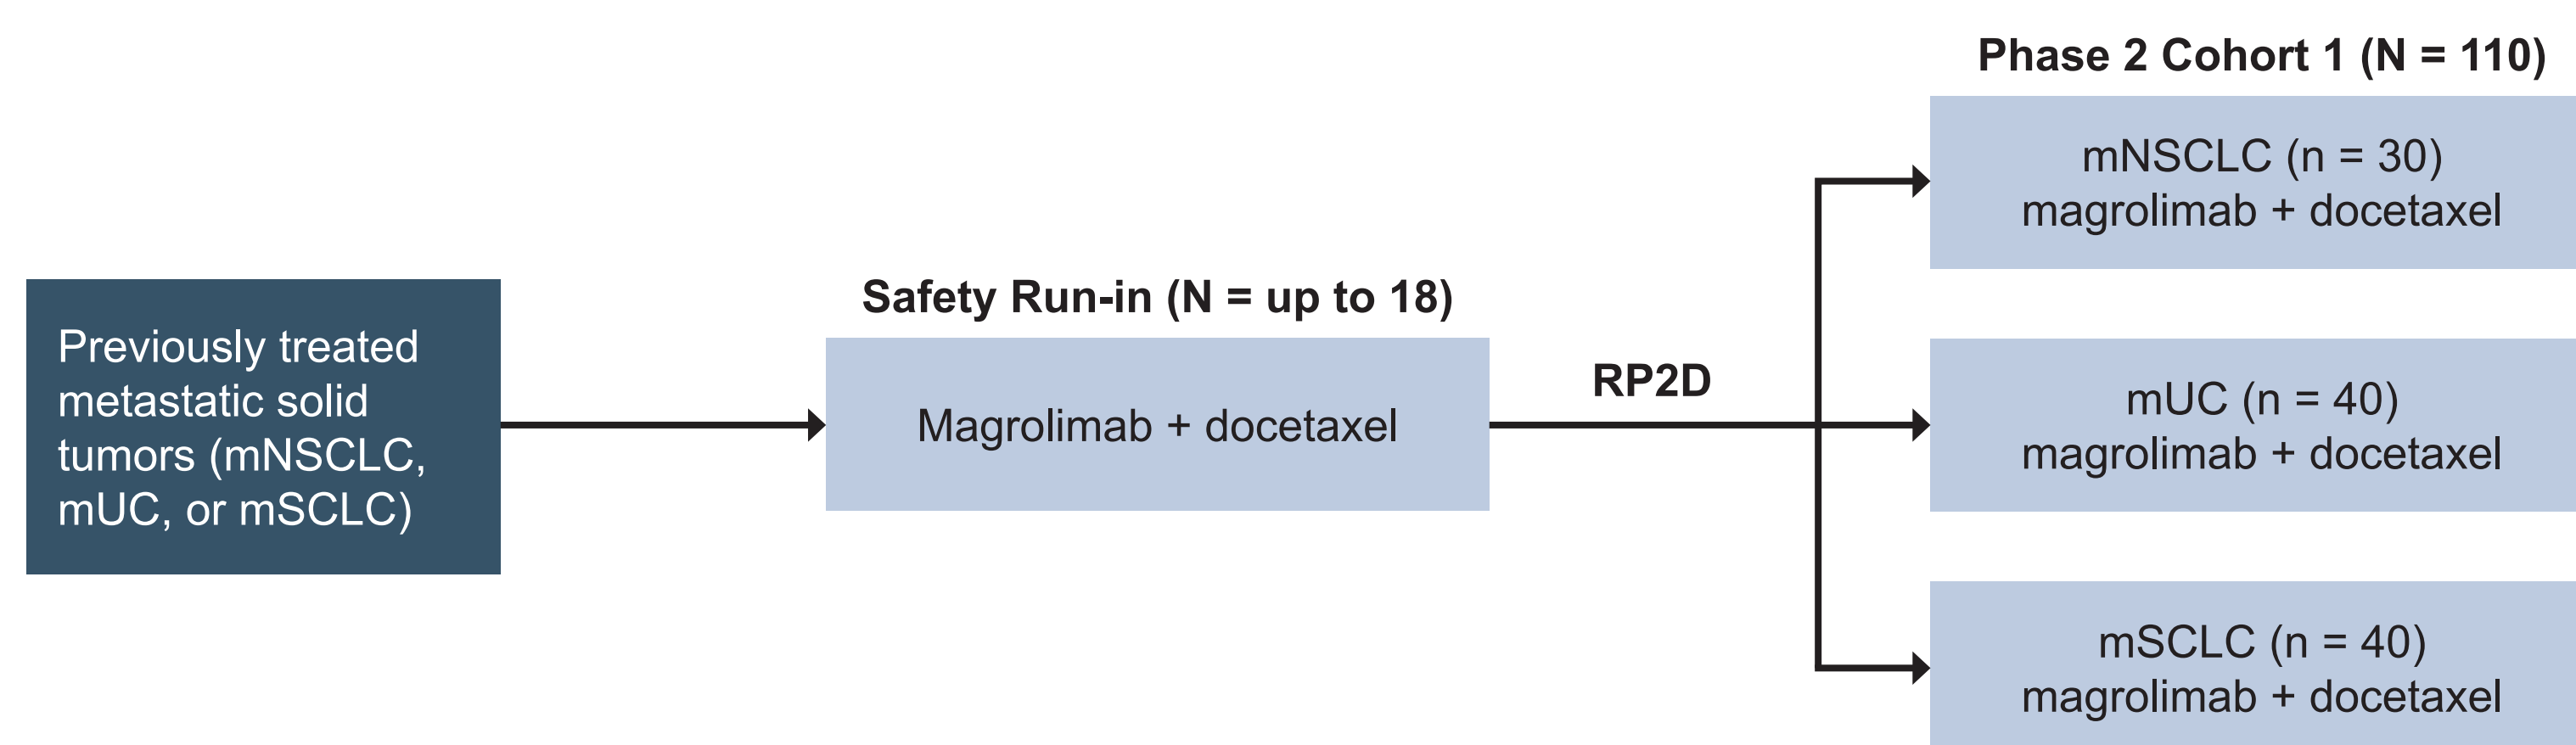 Previously treated
metastatic solid
tumors (mNSCLC,
mUC, or mSCLC)
Safety Run-in (N = up to 18)
Magrolimab + docetaxel
RP2D
Phase 2 Cohort 1 (N = 110)
mNSCLC (n = 30)
magrolimab + docetaxel
mUC (n = 40)
magrolimab + docetaxel
mSCLC (n = 40)
magrolimab + docetaxel